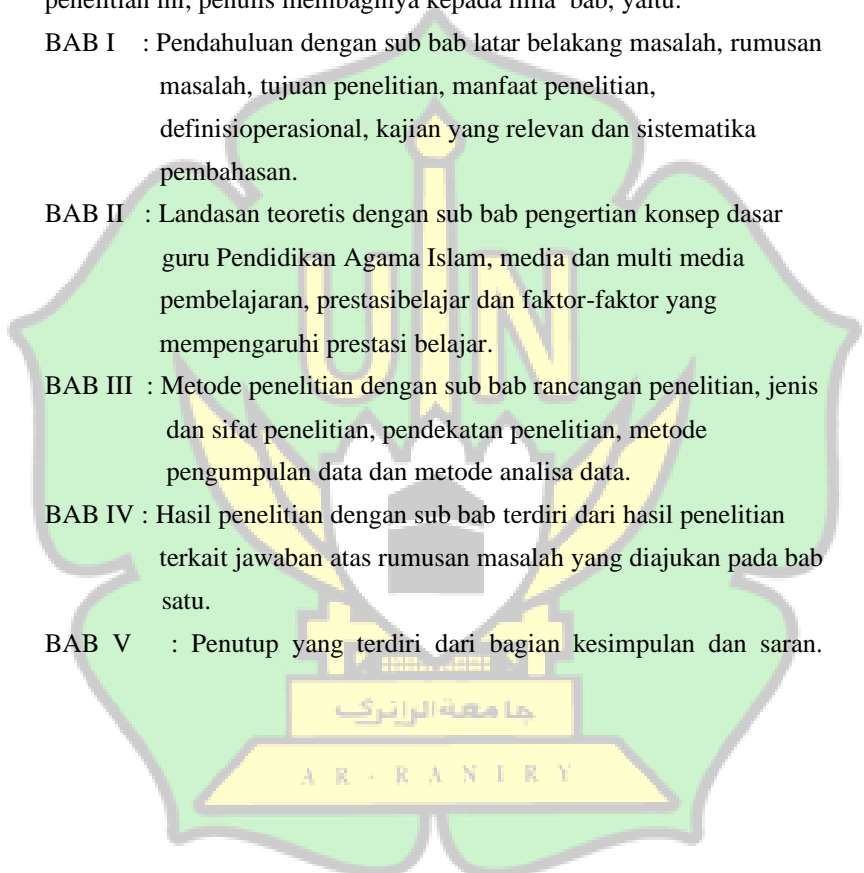 penelitian ini, penulis membaginya kepada lima bab, yaitu:
BAB I : Pendahuluan dengan sub bab latar belakang masalah, rumusan
masalah, tujuan penelitian, manfaat penelitian,
definisioperasional, kajian yang relevan dan sistematika
pembahasan.
BAB II : Landasan teoretis dengan sub bab pengertian konsep dasar
guru Pendidikan Agama Islam, media dan multi media
pembelajaran, prestasibelajar dan faktor-faktor yang
mempengaruhi prestasi belajar.
BAB III : Metode penelitian dengan sub bab rancangan penelitian, jenis
dan sifat penelitian, pendekatan penelitian, metode
pengumpulan data dan metode analisa data.
BAB IV : Hasil penelitian dengan sub bab terdiri dari hasil penelitian
terkait jawaban atas rumusan masalah yang diajukan pada bab
satu.
BAB V : Penutup yang terdiri dari bagian kesimpulan dan saran.
UIN
جامعة الرانري
AR-RANIRY